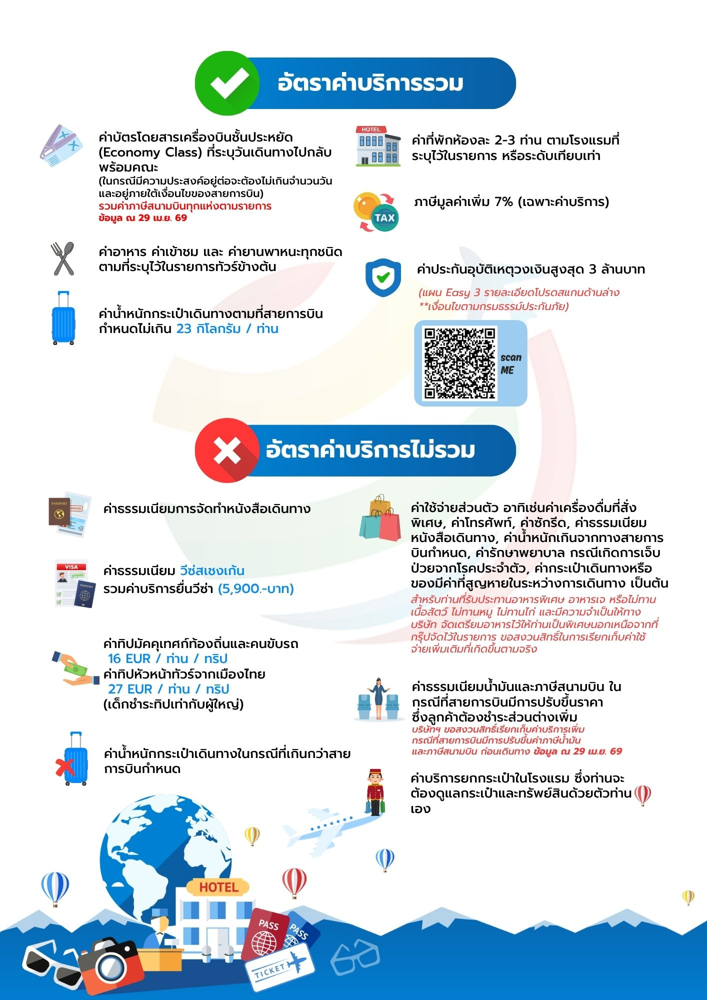 อัตราค่าบริการรวม
ค่าบัตรโดยสารเครื่องบินชั้นประหยัด
(Economy Class) ที่ระบุวันเดินทางไปกลับ
พร้อมคณะ
(ในกรณีมีความประสงค์อยู่ต่อจะต้องไม่เกินจำนวนวัน
และอยู่ภายใต้เงื่อนไขของสายการบิน)
รวมค่าภาษีสนามบินทุกแห่งตามรายการ
ข้อมูล ณ 29 เม.ย. 69
ค่าอาหาร ค่าเข้าชม และ ค่ายานพาหนะทุกชนิด
ตามที่ระบุไว้ในรายการทัวร์ข้างต้น
ค่าน้ำหนักกระเป๋าเดินทางตามที่สายการบิน
กำหนดไม่เกิน 23 กิโลกรัม / ท่าน
HOTEL
ค่าที่พักห้องละ 2-3 ท่าน ตามโรงแรมที่
ระบุไว้ในรายการ หรือระดับเทียบเท่า
TAX
ภาษีมูลค่าเพิ่ม 7% (เฉพาะค่าบริการ)
ค่าประกันอุบัติเหตุวงเงินสูงสุด 3 ล้านบาท
(แผน Easy 3 รายละเอียดโปรดสแกนด้านล่าง
**เงื่อนไขตามกรมธรรม์ประกันภัย)
scan
ME
อัตราค่าบริการไม่รวม
PASSPORT
APPROVED
ค่าธรรมเนียมการจัดทำหนังสือเดินทาง
VISA
APPROVED
PASSPORT
ค่าธรรมเนียม วีซ่สเชงเก้น
รวมค่าบริการยื่นวีซ่า (5,900.-บาท)
ค่าทิปมัคคุเทศก์ท้องถิ่นและคนขับรถ
16 EUR / ท่าน / ทริป
ค่าทิปหัวหน้าทัวร์จากเมืองไทย
27 EUR / ท่าน / ทริป
(เด็กชำระทิปเท่ากับผู้ใหญ่)
ค่าน้ำหนักกระเป๋าเดินทางในกรณีที่เกินกว่าสาย
การบินกำหนด
ค่าใช้จ่ายส่วนตัว อาทิเช่นค่าเครื่องดื่มที่สั่ง
พิเศษ, ค่าโทรศัพท์, ค่าซักรีด, ค่าธรรมเนียม
หนังสือเดินทาง, ค่าน้ำหนักเกินจากทางสายการ
บินกำหนด, ค่ารักษาพยาบาล กรณีเกิดการเจ็บ
ป่วยจากโรคประจำตัว, ค่ากระเป๋าเดินทางหรือ
ของมีค่าที่สูญหายในระหว่างการเดินทาง เป็นต้น
สำหรับท่านที่รับประทานอาหารพิเศษ อาหารเจ หรือไม่ทาน
เนื้อสัตว์ ไม่ทานหมู ไม่ทานไก่ และมีความจำเป็นให้ทาง
บริษัท จัดเตรียมอาหารไว้ให้ท่านเป็นพิเศษนอกเหนือจากที่
กรุ๊ปจัดไว้ในรายการ ขอสงวนสิทธิ์ในการเรียกเก็บค่าใช้
จ่ายเพิ่มเติมที่เกิดขึ้นตามจริง
ค่าธรรมเนียมน้ำมันและภาษีสนามบิน ใน
กรณีที่สายการบินมีการปรับขึ้นราคา
ซึ่งลูกค้าต้องชำระส่วนต่างเพิ่ม
บริษัทฯ ขอสงวนสิทธิ์เรียกเก็บค่าบริการเพิ่ม
กรณีที่สายการบินมีการปรับขึ้นค่าภาษีน้ำมัน
และภาษีสนามบิน ก่อนเดินทาง ข้อมูล ณ 29 เม.ย. 69
ค่าบริการยกกระเป๋าในโรงแรม ซึ่งท่านจะ
ต้องดูแลกระเป๋าและทรัพย์สินด้วยตัวท่าน
เอง
HOTEL
PASS
PASS
TICKET